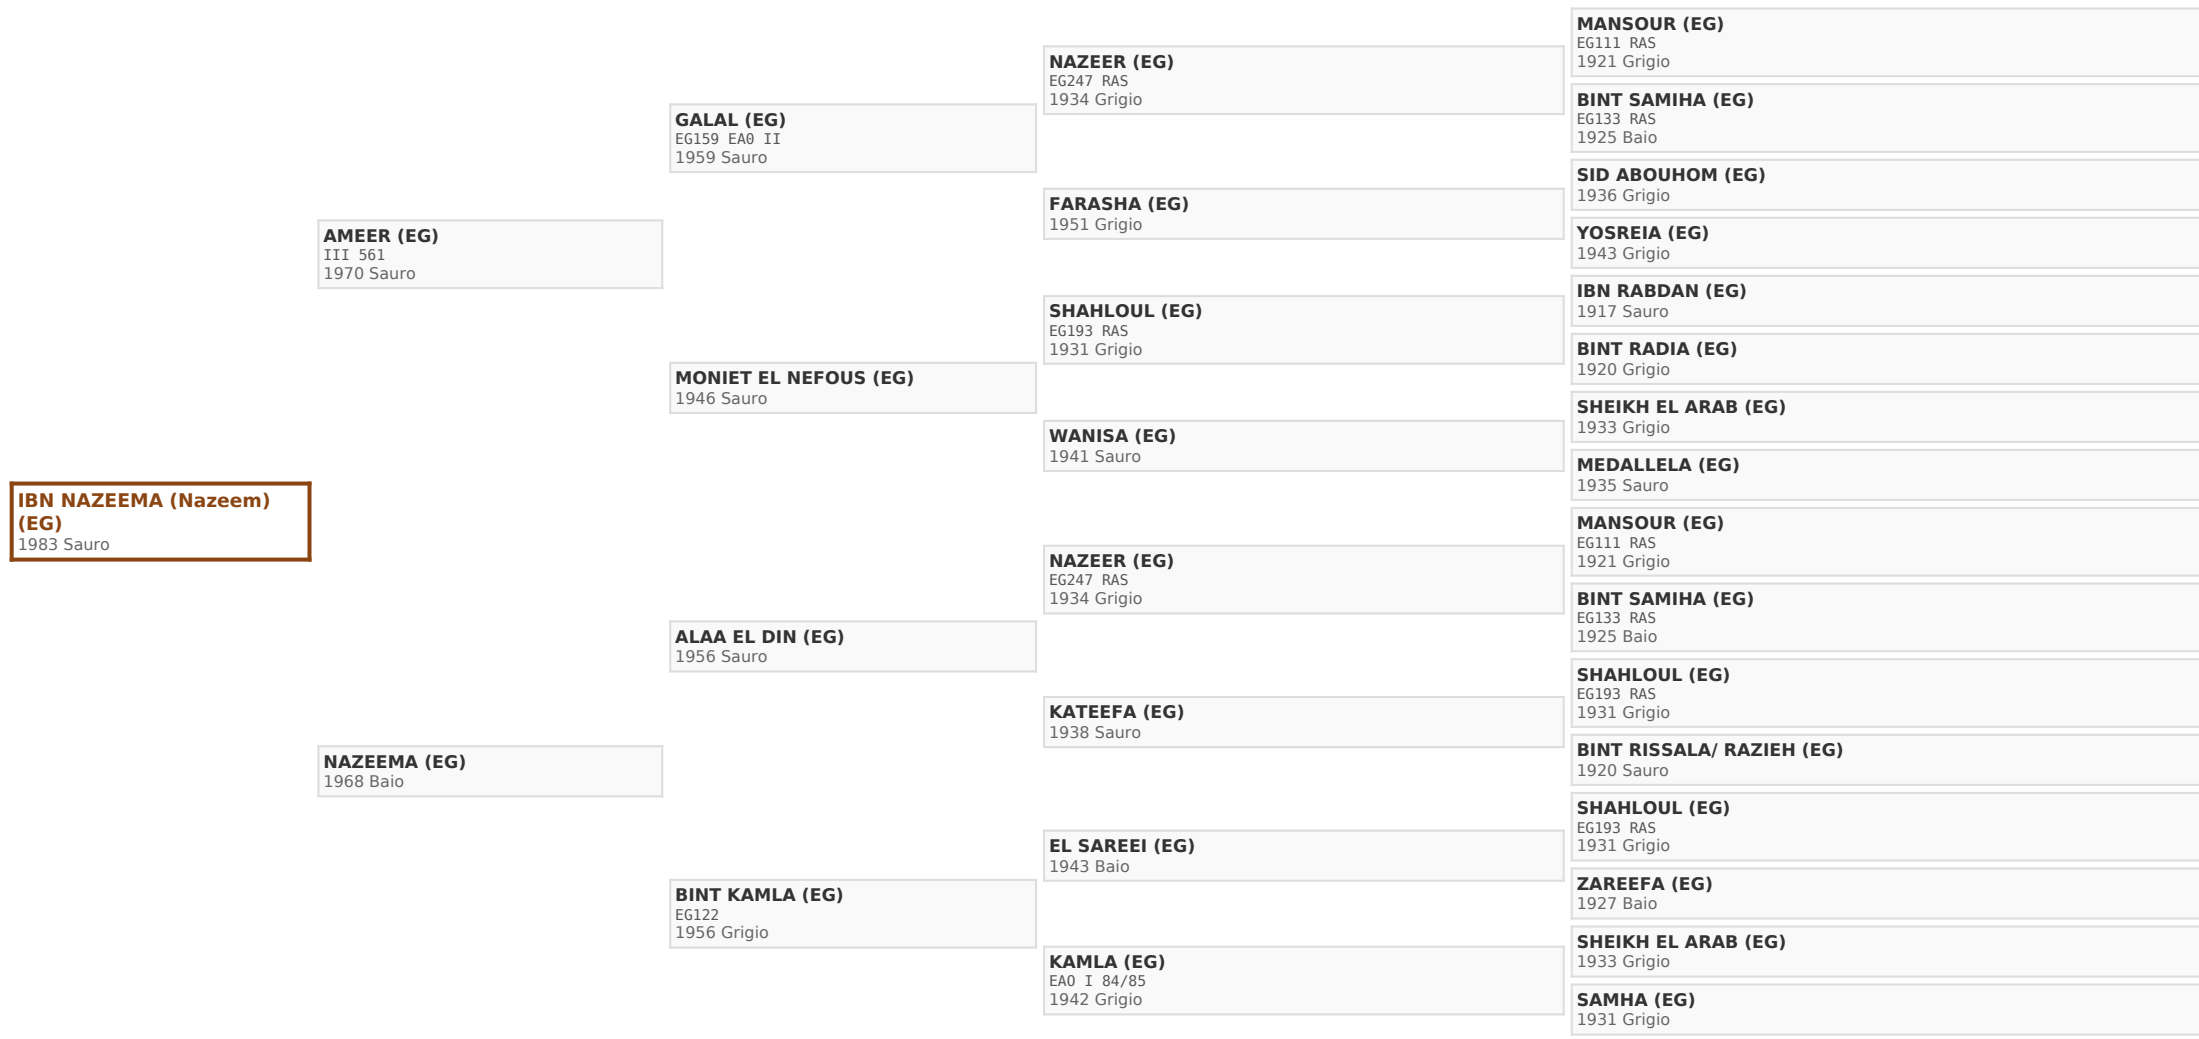 IBN NAZEEMA (Nazeem)
(EG)
1983 Sauro
AMEER (EG)
III 561
1970 Sauro
NAZEEMA (EG)
1968 Baio
GALAL (EG)
EG159 EAO II
1959 Sauro
MONIET EL NEFOUS (EG)
1946 Sauro
ALAA EL DIN (EG)
1956 Sauro
BINT KAMLA (EG)
EG122
1956 Grigio
NAZEER (EG)
EG247 RAS
1934 Grigio
FARASHA (EG)
1951 Grigio
SHAHLOUL (EG)
EG193 RAS
1931 Grigio
WANISA (EG)
1941 Sauro
NAZEER (EG)
EG247 RAS
1934 Grigio
KATEEFA (EG)
1938 Sauro
EL SAREEI (EG)
1943 Baio
KAMLA (EG)
EAO I 84/85
1942 Grigio
MANSOUR (EG)
EG111 RAS
1921 Grigio
BINT SAMIHA (EG)
EG133 RAS
1925 Baio
SID ABOUHOM (EG)
1936 Grigio
YOSREIA (EG)
1943 Grigio
IBN RABDAN (EG)
1917 Sauro
BINT RADIA (EG)
1920 Grigio
SHEIKH EL ARAB (EG)
1933 Grigio
MEDALLELA (EG)
1935 Sauro
MANSOUR (EG)
EG111 RAS
1921 Grigio
BINT SAMIHA (EG)
EG133 RAS
1925 Baio
SHAHLOUL (EG)
EG193 RAS
1931 Grigio
BINT RISSALA/ RAZIEH (EG)
1920 Sauro
SHAHLOUL (EG)
EG193 RAS
1931 Grigio
ZAREEFA (EG)
1927 Baio
SHEIKH EL ARAB (EG)
1933 Grigio
SAMHA (EG)
1931 Grigio